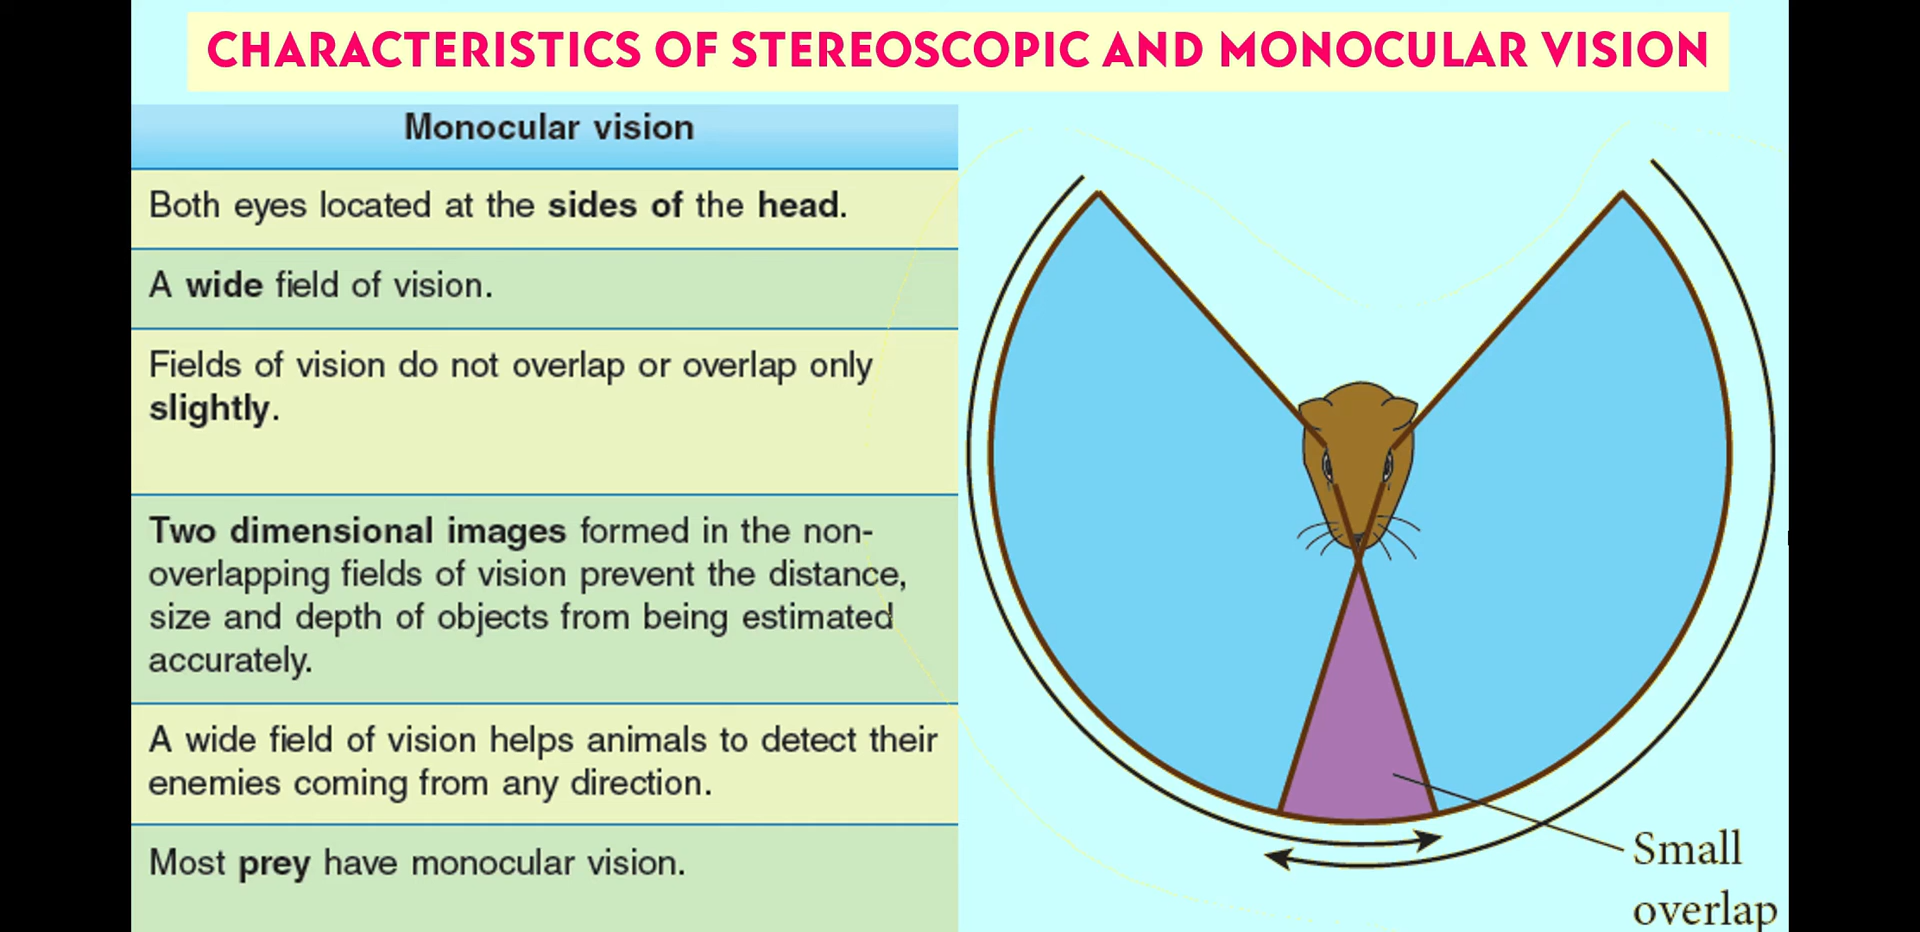 CHARACTERISTICS OF STEREOSCOPIC AND MONOCULAR VISION
Monocular vision
Both eyes located at the sides of the head.
A wide field of vision.
Fields of vision do not overlap or overlap only
slightly.
Two dimensional images formed in the non-
overlapping fields of vision prevent the distance,
size and depth of objects from being estimated
accurately.
A wide field of vision helps animals to detect their
enemies coming from any direction.
Most prey have monocular vision.
Small
overlap